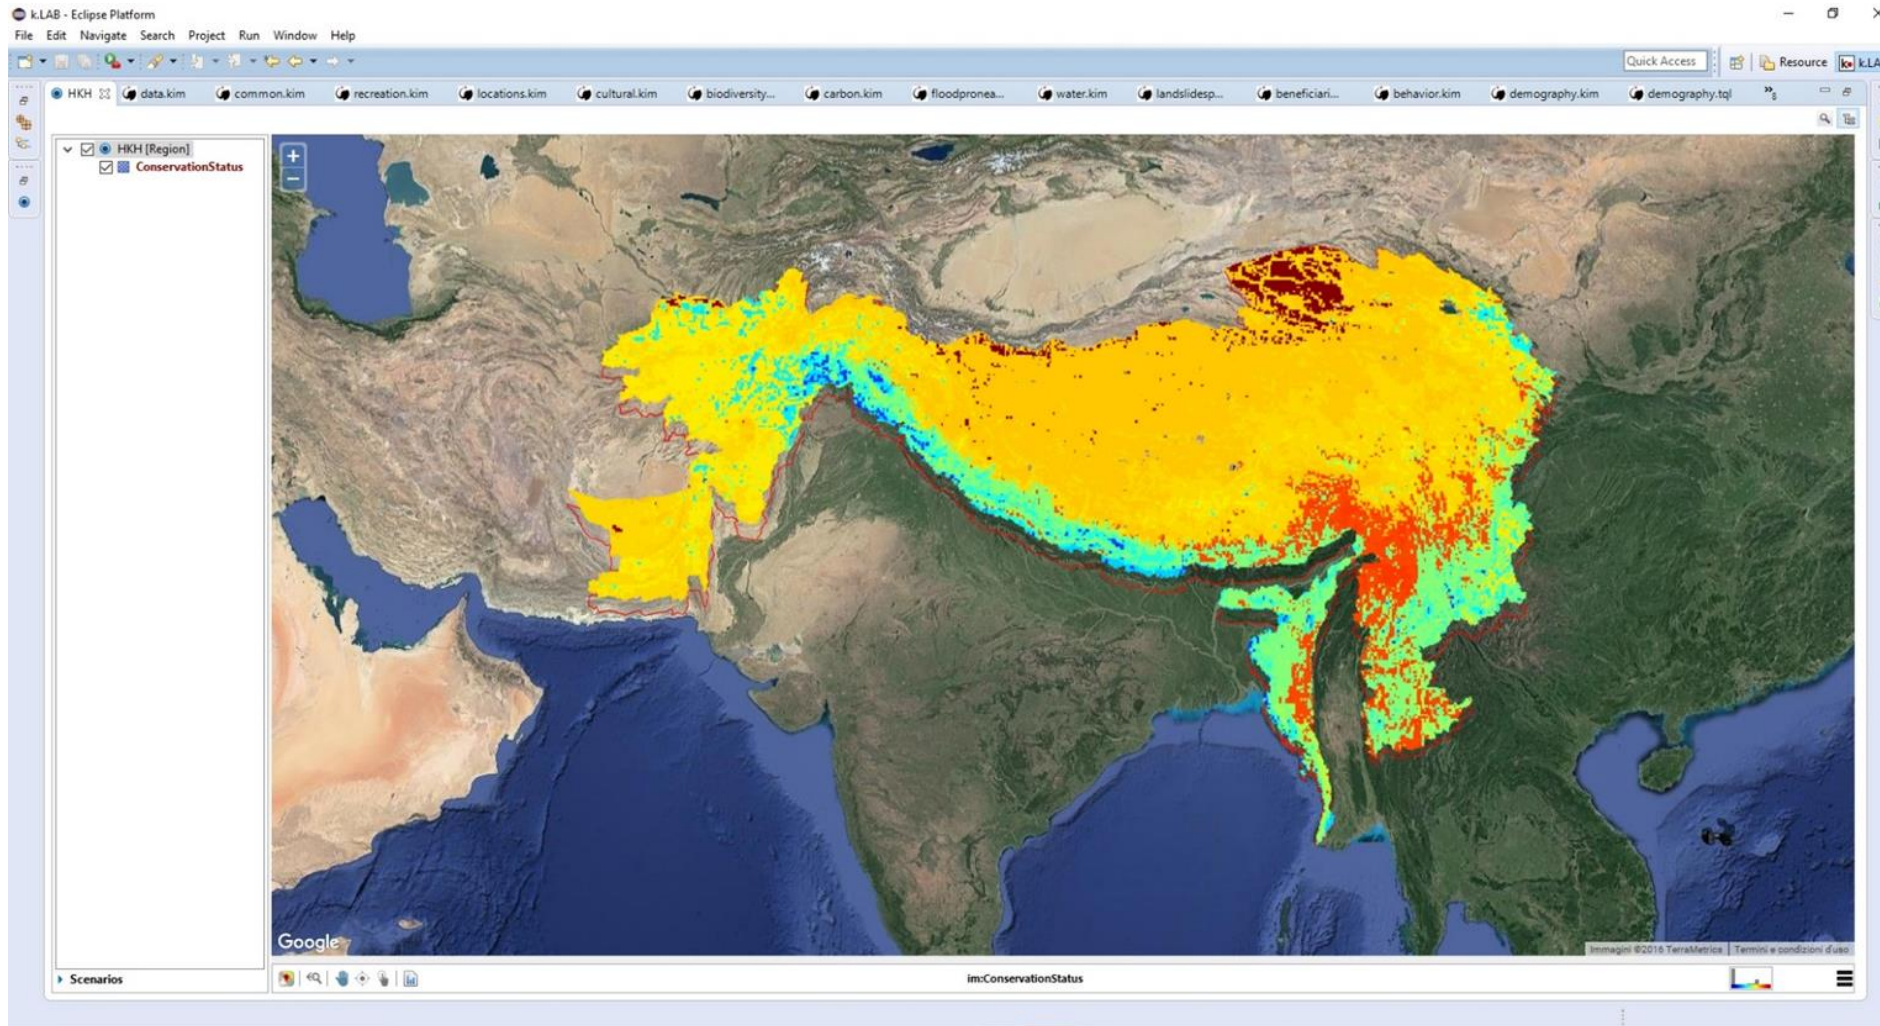 k.LAB - Eclipse Platform
File Edit Navigate Search Project Run Window Help
Quick Access
Resource
k.LA
HKH
data.kim
common.kim
recreation.kim
locations.kim
cultural.kim
biodiversity...
carbon.kim
floodpronea...
water.kim
landslidesp...
beneficiari...
behavior.kim
demography.kim
demography.tql
HKH [Region]
ConservationStatus
Google
Immagini ©2016 TerraMetrics
Termini e condizioni d'uso
Scenarios
im:ConservationStatus